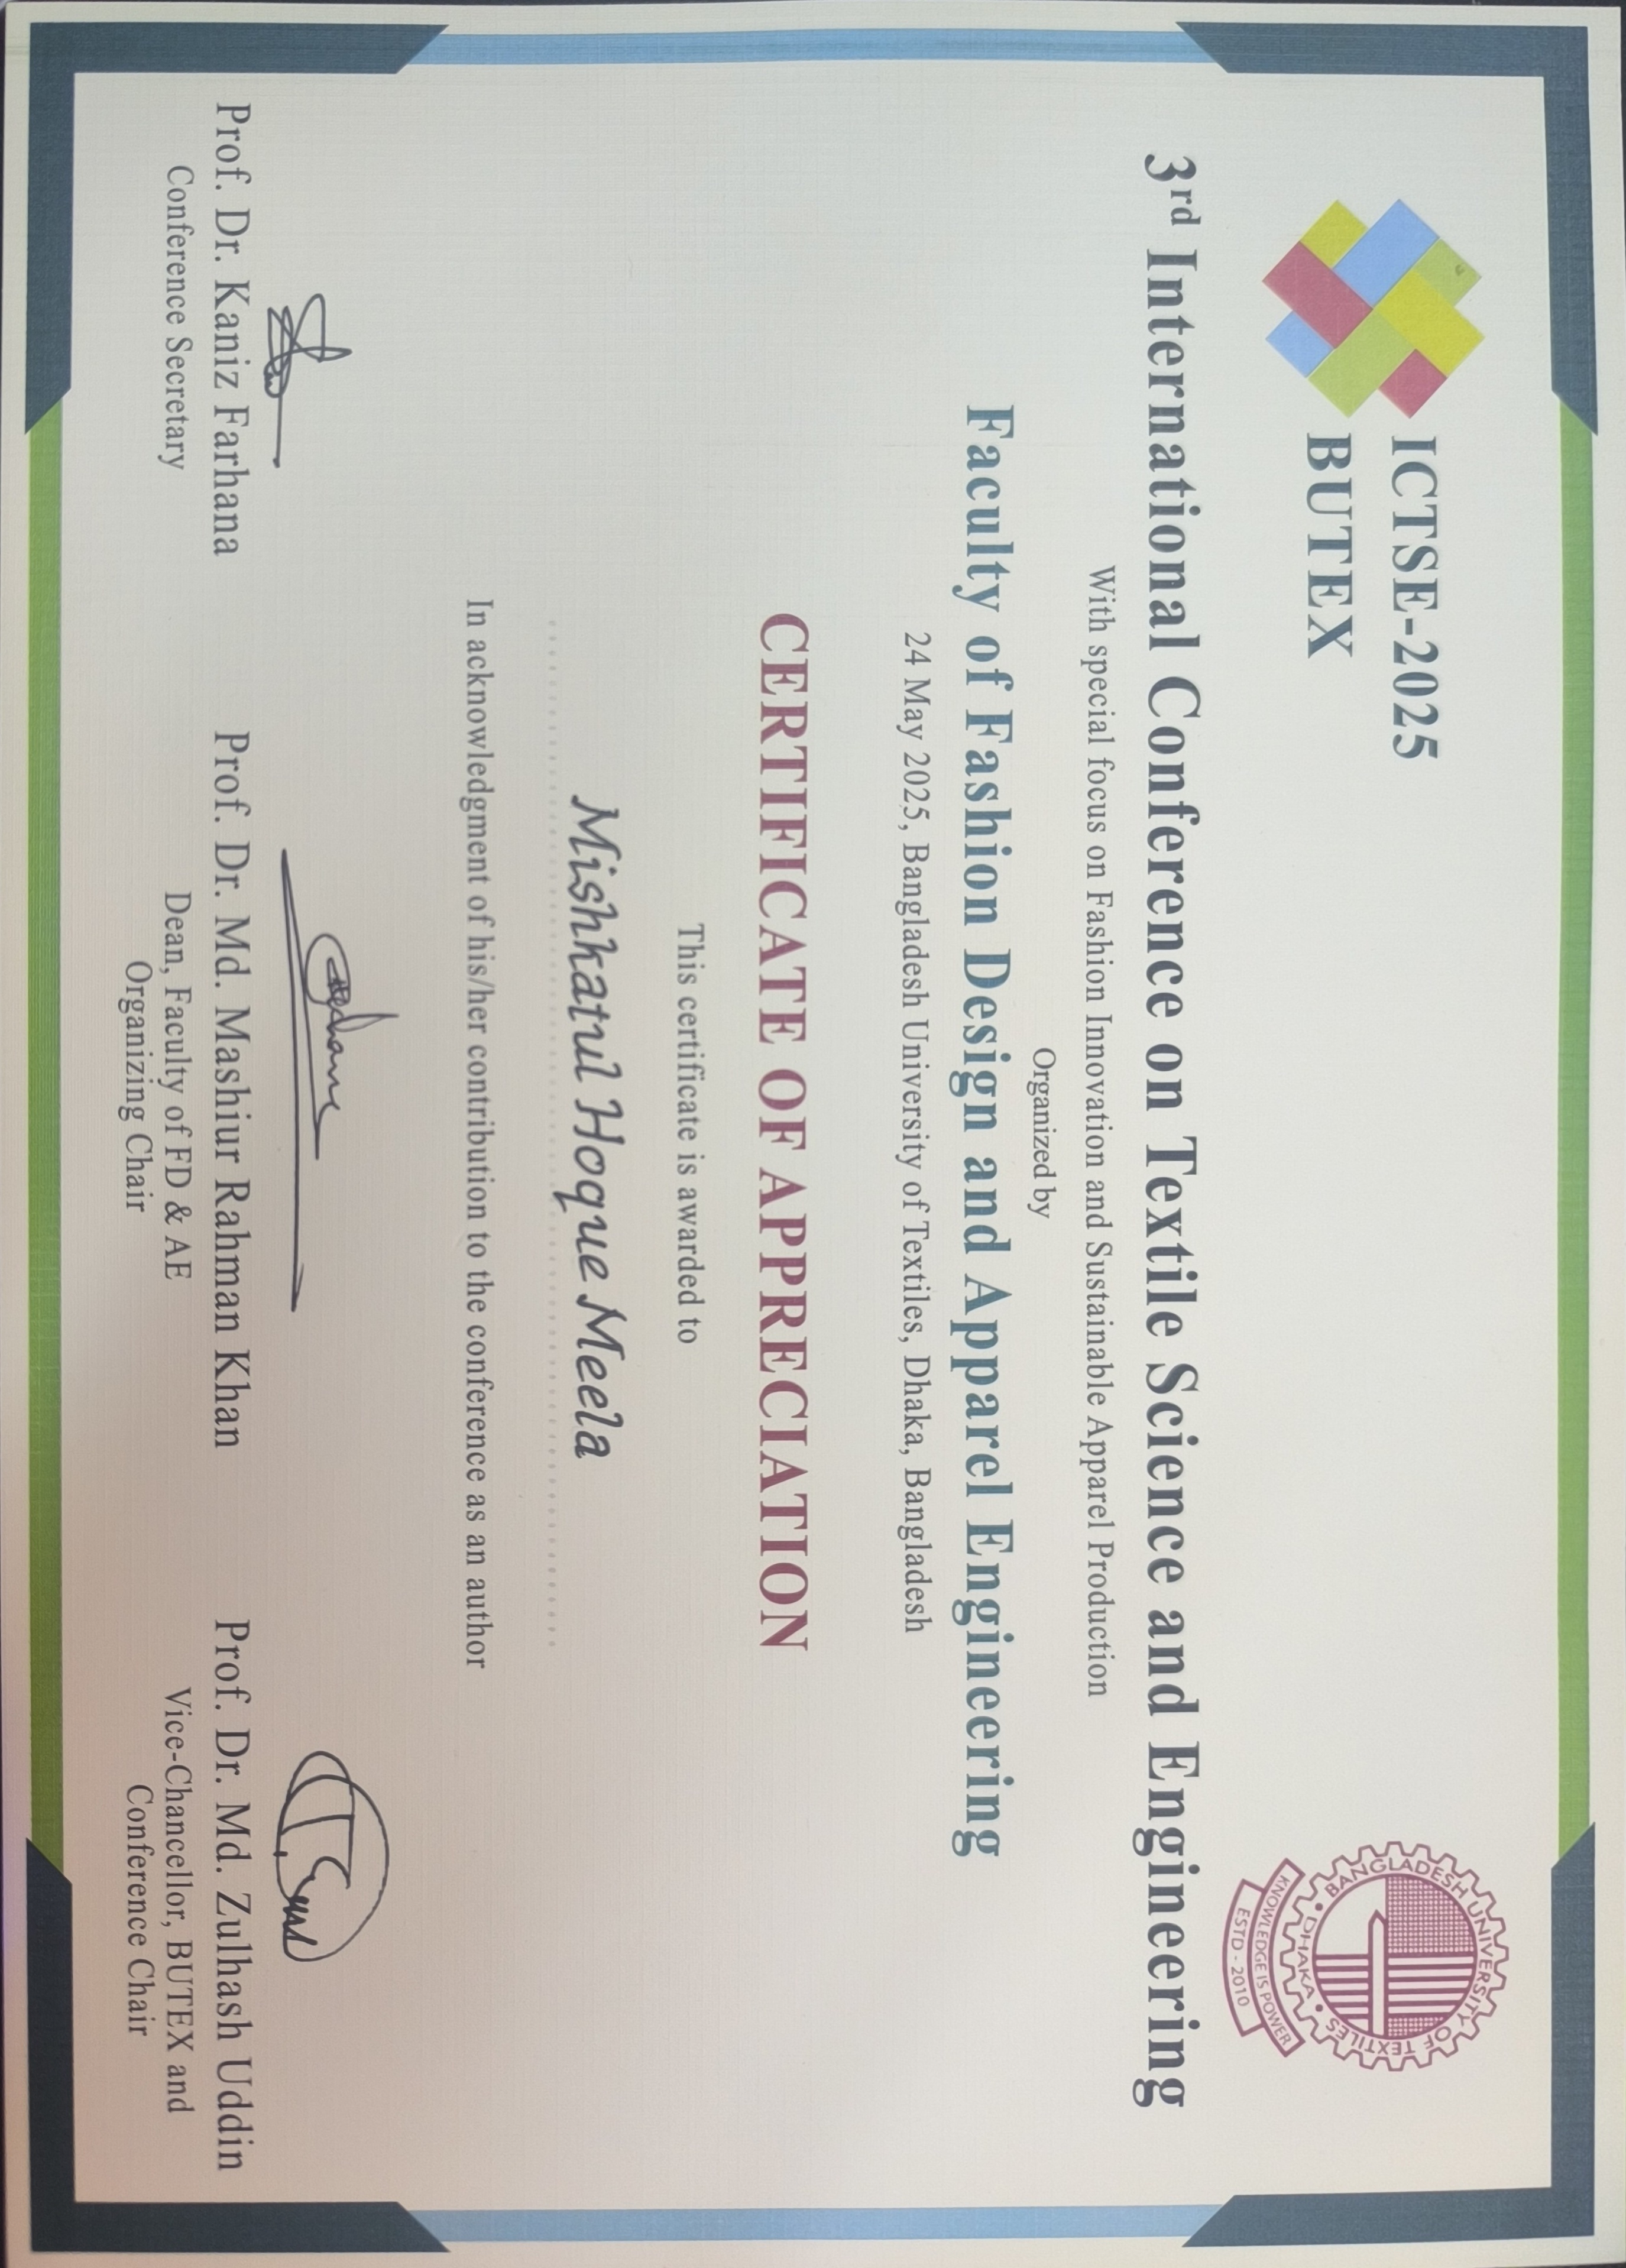 ICTSE-2025
BUTEX
BANGLADESH UNIVERSITY OF TEXTILES
• DHAKA •
KNOWLEDGE IS POWER
ESTD - 2010
3rd International Conference on Textile Science and Engineering
With special focus on Fashion Innovation and Sustainable Apparel Production
Organized by
Faculty of Fashion Design and Apparel Engineering
24 May 2025, Bangladesh University of Textiles, Dhaka, Bangladesh
CERTIFICATE OF APPRECIATION
This certificate is awarded to
Mishkatul Hoque Meela
In acknowledgment of his/her contribution to the conference as an author
Prof. Dr. Kaniz Farhana
Conference Secretary
Prof. Dr. Md. Mashiur Rahman Khan
Dean, Faculty of FD & AE
Organizing Chair
Prof. Dr. Md. Zulhash Uddin
Vice-Chancellor, BUTEX and
Conference Chair